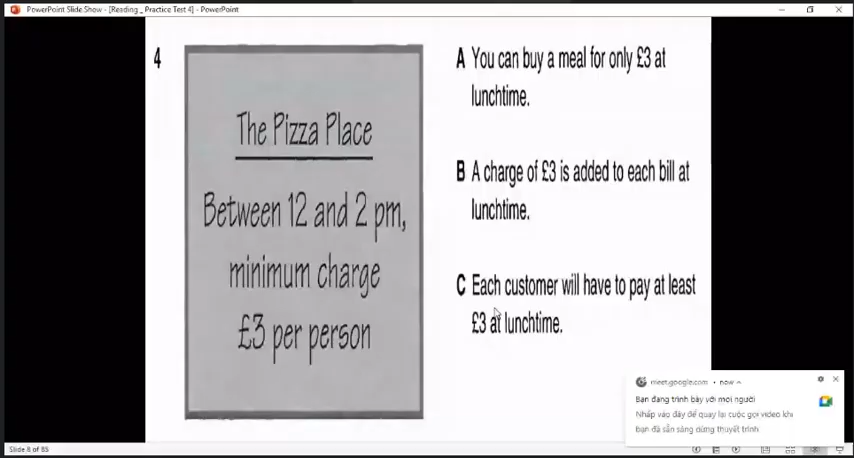 PowerPoint Slide Show - [Reading _ Practice Test 4] - PowerPoint
4
The Pizza Place
Between 12 and 2 pm,
minimum charge
£3 per person
A You can buy a meal for only £3 at
lunchtime.
B A charge of £3 is added to each bill at
lunchtime.
C Each customer will have to pay at least
£3 at lunchtime.
meet.google.com • now
Bạn đang trình bày với mọi người
Nhấp vào đây để quay lại cuộc gọi video khi
bạn đã sẵn sàng dừng thuyết trình
Slide 8 of 85